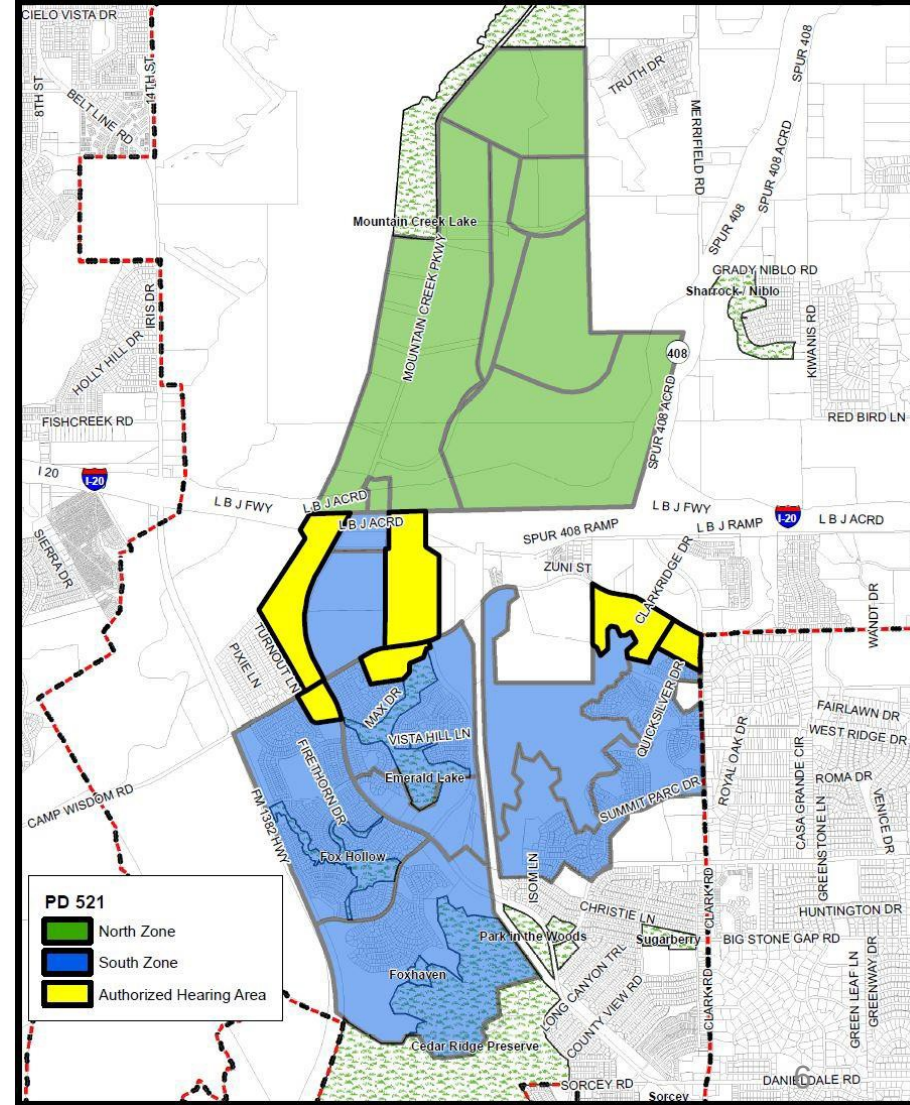 CIELO VISTA DR
8TH ST
14TH ST
BELT LINE RD
TRUTH DR
MERRIFIELD RD
SPUR 408
SPUR 408 ACRD
SPUR 408
Mountain Creek Lake
MOUNTAIN CREEK PKWY
GRADY NIBLO RD
Sharrock / Niblo
KIWANIS RD
IRIS DR
HOLLY HILL DR
408
SPUR 408 ACRD
FISHCREEK RD
RED BIRD LN
I 20
I-20
L B J FWY
L B J ACRD
L B J ACRD
L B J FWY
I-20
SPUR 408 RAMP
L B J RAMP
L B J ACRD
SIERRA DR
ZUNI ST
CLARKRIDGE DR
WANDT DR
TURNOUT LN
PIXIE LN
MAX DR
QUICKSILVER DR
VISTA HILL LN
FIRETHORN DR
Emerald Lake
ROYAL OAK DR
FAIRLAWN DR
WEST RIDGE DR
CASA GRANDE CIR
ROMA DR
GREENSTONE LN
VENICE DR
SUMMIT PARC DR
CAMP WISDOM RD
FM 1382 HWY
Fox Hollow
ISOM LN
CLARK RD
CHRISTIE LN
HUNTINGTON DR
Park in the Woods
Sugarberry
BIG STONE GAP RD
PD 521
North Zone
South Zone
Authorized Hearing Area
Foxhaven
LONG CANYON TRL
COUNTY VIEW RD
CLARK RD
GREEN LEAF LN
GREENWAY DR
Cedar Ridge Preserve
SORCEY RD
Sorcey
DANIELDALE RD
6